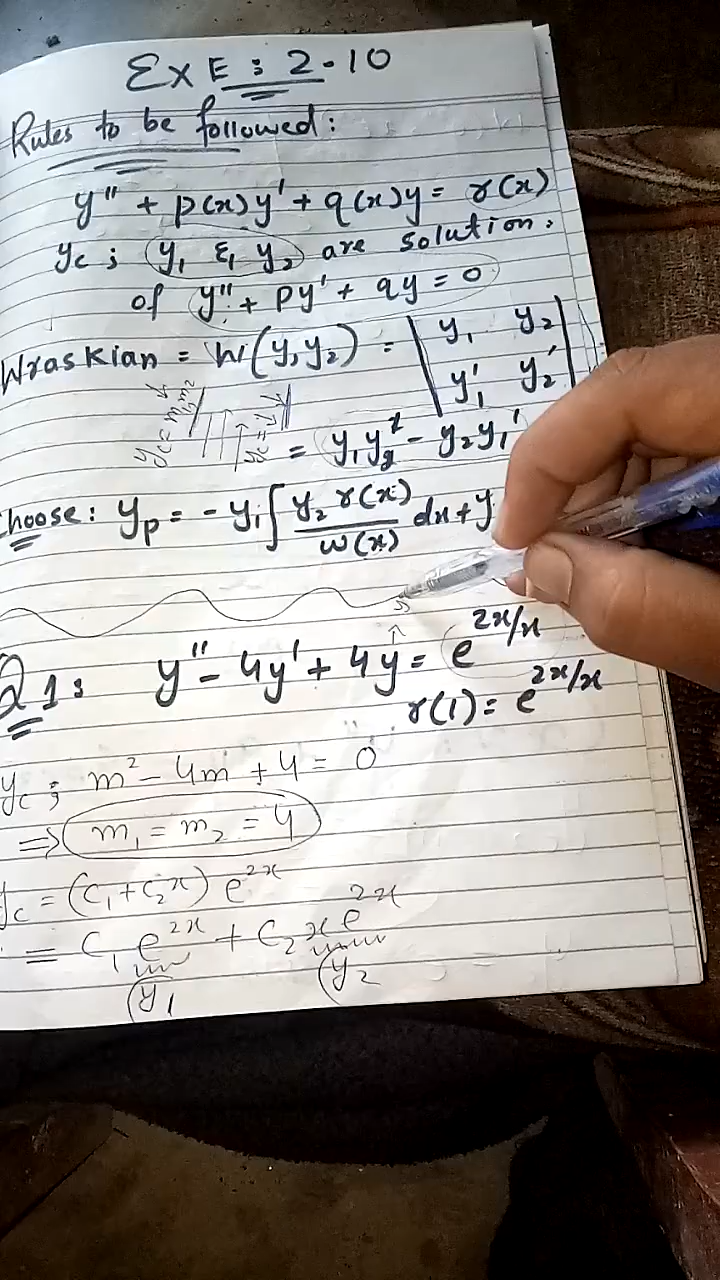 EXE: 2-10
Rules to be followed:
y'' + p(x)y' + q(x)y = r(x)
yc ; y₁ & y₂ are solution.
of y'' + py' + qy = 0
Wraskian = W(y,y₂) = | y₁ y₂ |
| y₁' y₂' |
= y₁y₂' - y₂y₁'
Choose: yp = -y₁∫ y₂ r(x)/w(x) dx + y
Q1: y'' - 4y' + 4y = e^2x/x
r(1) = e^2x/x
yc ; m² - 4m + 4 = 0
⇒ m₁ = m₂ = 4
yc = (C₁ + C₂x) e^2x
= C₁ e^2x + C₂ x e^2x
y₁ y₂